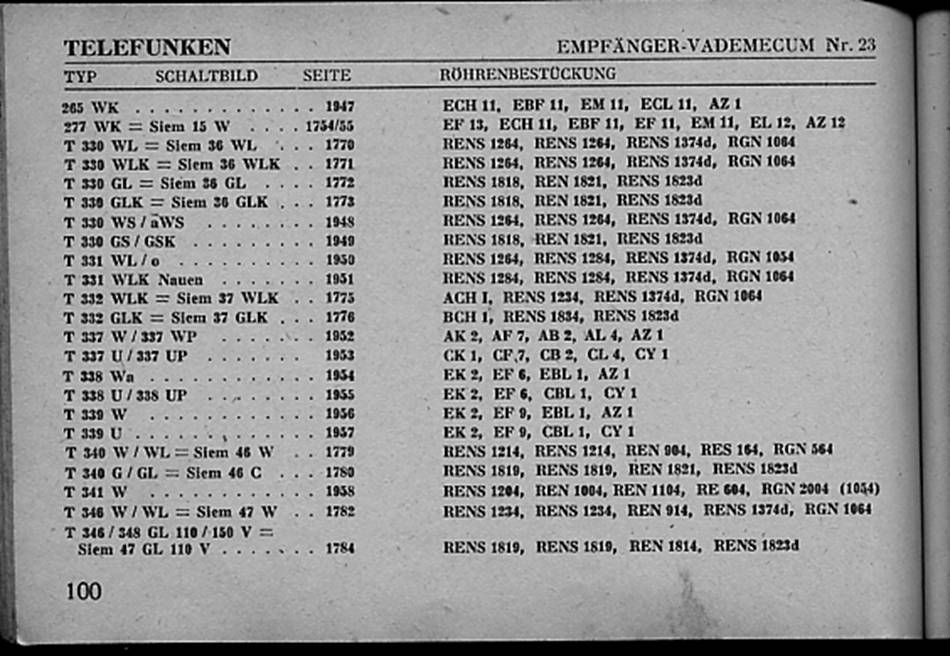 TELEFUNKEN EMPFÄNGER-VADEMECUM Nr. 23
TYP SCHALTBILD SEITE RÖHRENBESTÜCKUNG
265 WK . . . . . . . . . . . . . 1947 ECH 11, EBF 11, EM 11, ECL 11, AZ 1
277 WK = Siem 15 W . . . . 1754/55 EF 13, ECH 11, EBF 11, EF 11, EM 11, EL 12, AZ 12
T 330 WL = Siem 36 WL . . . 1770 RENS 1264, RENS 1264, RENS 1374d, RGN 1064
T 330 WLK = Siem 36 WLK . . 1771 RENS 1264, RENS 1264, RENS 1374d, RGN 1064
T 330 GL = Siem 36 GL . . . . 1772 RENS 1818, REN 1821, RENS 1823d
T 330 GLK = Siem 36 GLK . . . 1773 RENS 1818, REN 1821, RENS 1823d
T 330 WS / aWS . . . . . . . . 1948 RENS 1264, RENS 1264, RENS 1374d, RGN 1064
T 330 GS / GSK . . . . . . . . . 1949 RENS 1818, REN 1821, RENS 1823d
T 331 WL / o . . . . . . . . . . 1950 RENS 1264, RENS 1284, RENS 1374d, RGN 1054
T 331 WLK Nauen . . . . . . . 1951 RENS 1284, RENS 1284, RENS 1374d, RGN 1064
T 332 WLK = Siem 37 WLK . . 1775 ACH 1, RENS 1234, RENS 1374d, RGN 1064
T 332 GLK = Siem 37 GLK . . . 1776 BCH 1, RENS 1834, RENS 1823d
T 337 W / 337 WP . . . . . . . 1952 AK 2, AF 7, AB 2, AL 4, AZ 1
T 337 U / 337 UP . . . . . . . . 1953 CK 1, CF 7, CB 2, CL 4, CY 1
T 338 Wa . . . . . . . . . . . . 1954 EK 2, EF 6, EBL 1, AZ 1
T 338 U / 338 UP . . . . . . . . 1955 EK 2, EF 6, CBL 1, CY 1
T 339 W . . . . . . . . . . . . 1956 EK 2, EF 9, EBL 1, AZ 1
T 339 U . . . . . . . . . . . . . 1957 EK 2, EF 9, CBL 1, CY 1
T 340 W / WL = Siem 46 W . . 1779 RENS 1214, RENS 1214, REN 904, RES 164, RGN 564
T 340 G / GL = Siem 46 C . . . 1780 RENS 1819, RENS 1819, REN 1821, RENS 1823d
T 341 W . . . . . . . . . . . . 1958 RENS 1204, REN 1004, REN 1104, RE 604, RGN 2004 (1054)
T 346 W / WL = Siem 47 W . . 1782 RENS 1234, RENS 1234, REN 914, RENS 1374d, RGN 1064
T 346 / 348 GL 110 / 150 V =
Siem 47 GL 110 V . . . . . . . 1784 RENS 1819, RENS 1819, REN 1814, RENS 1823d
100